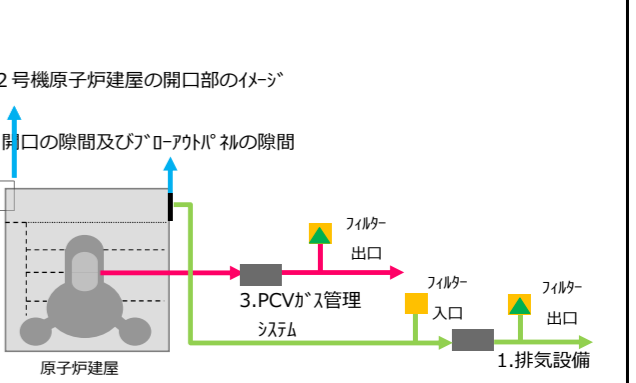 ２号機原子炉建屋の開口部のｲﾒｰｼﾞ
開口の隙間及びﾌﾞﾛｰｱｳﾄﾊﾟﾈﾙの隙間
ﾌｨﾙﾀｰ
出口
3.PCVｶﾞｽ管理
ｼｽﾃﾑ
ﾌｨﾙﾀｰ
入口
ﾌｨﾙﾀｰ
出口
1.排気設備
原子炉建屋